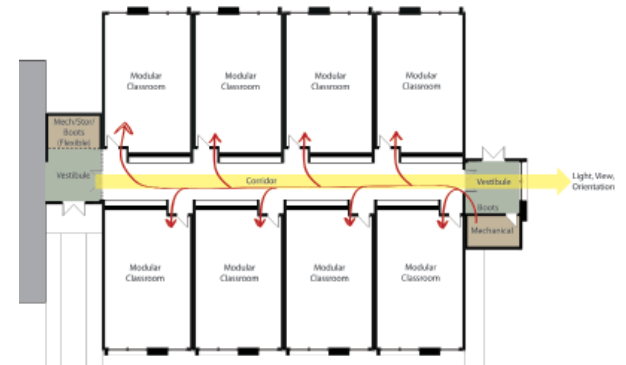 Modular
Classroom
Modular
Classroom
Modular
Classroom
Modular
Classroom
Mech/Stor/
Boots
(Flexible)
Vestibule
Corridor
Vestibule
Light, View,
Orientation
Boots
Mechanical
Modular
Classroom
Modular
Classroom
Modular
Classroom
Modular
Classroom